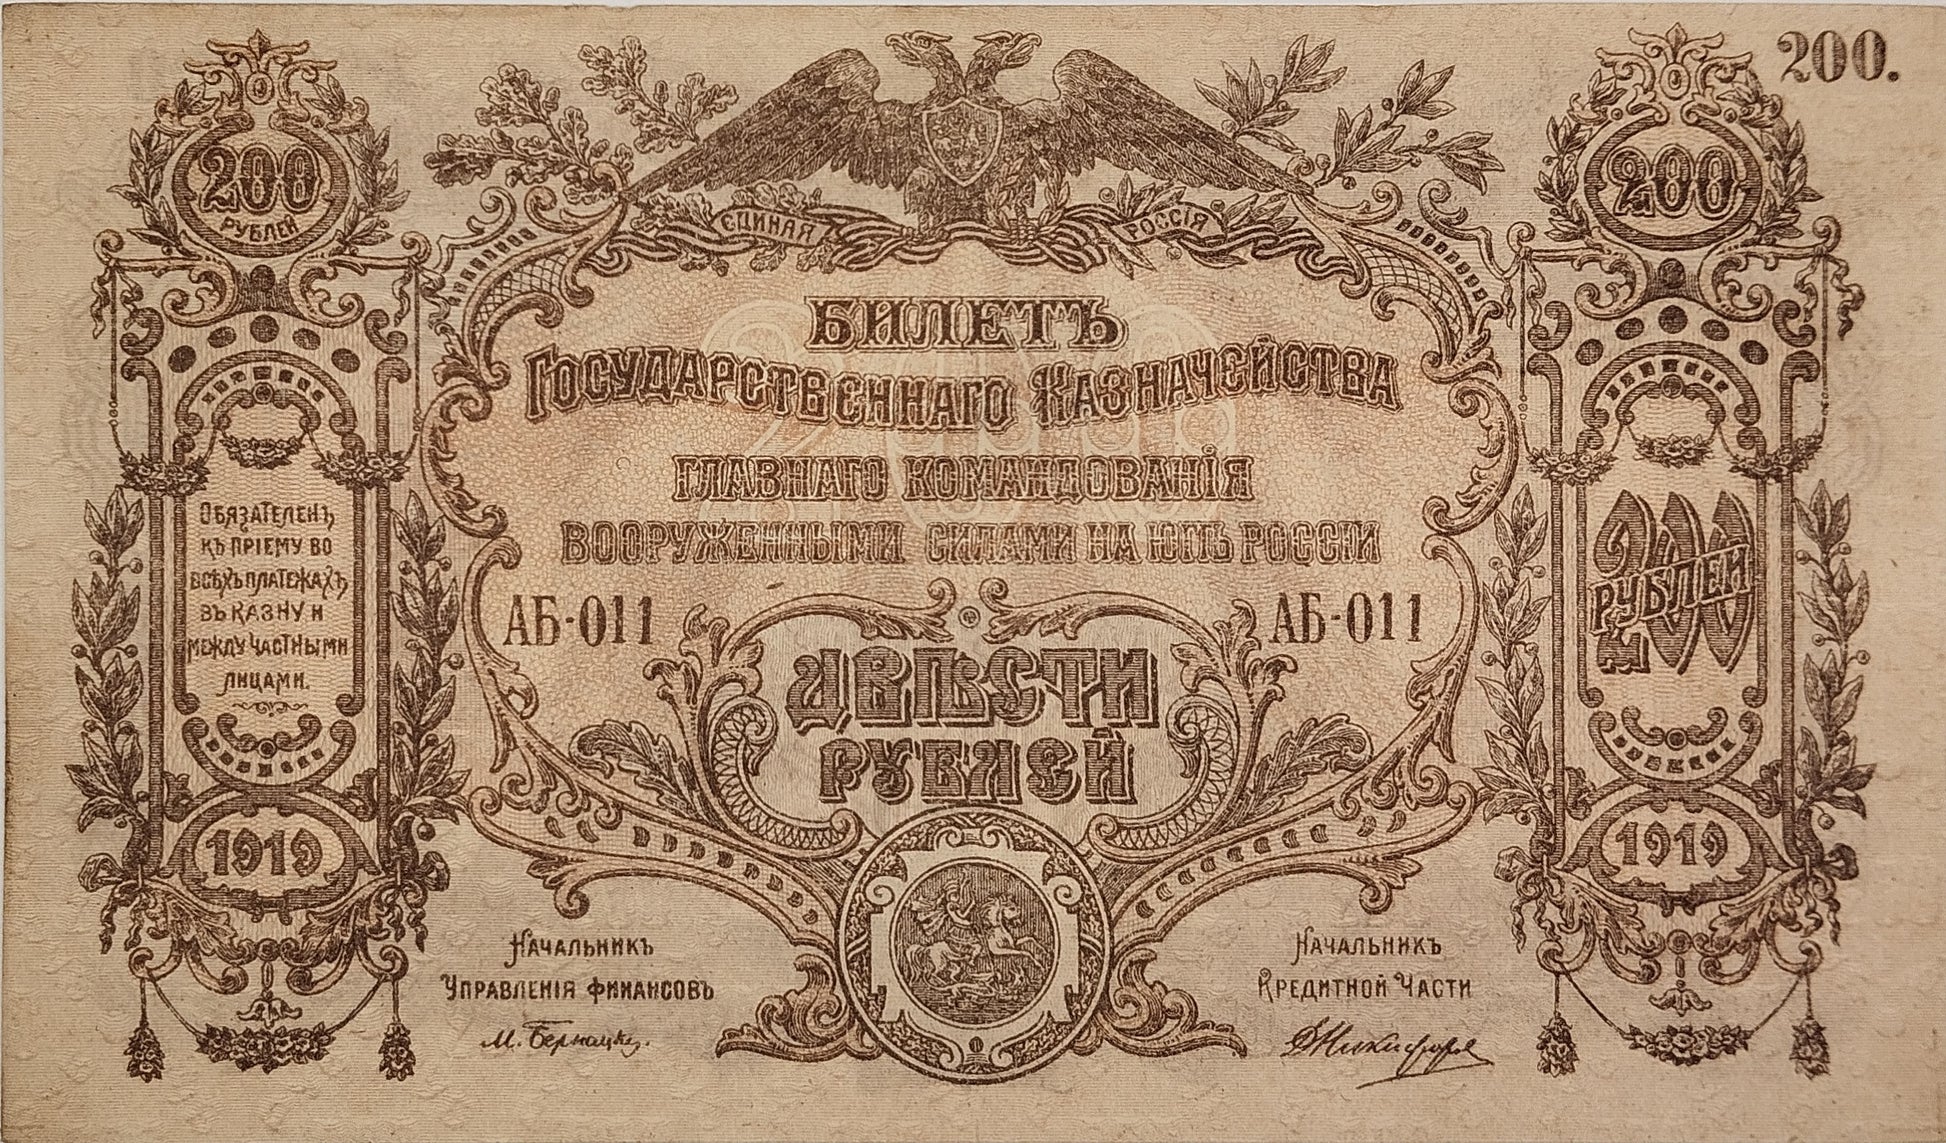 200.
200
РУБЛЕЙ
200
ЕДИНАЯ РОССІЯ
БИЛЕТЪ
ГОСУДАРСТВЕННАГО КАЗНАЧЕЙСТВА
ГЛАВНАГО КОМАНДОВАНІЯ
ВООРУЖЕННЫМИ СИЛАМИ НА ЮГѢ РОССІИ
АБ-011 АБ-011
ДВѢСТИ
РУБЛЕЙ
ОБЯЗАТЕЛЕНЪ
КЪ ПРІЕМУ ВО
ВСѢХЪ ПЛАТЕЖАХЪ
ВЪ КАЗНУ И
МЕЖДУ ЧАСТНЫМИ
ЛИЦАМИ.
200
РУБЛЕЙ
1919
1919
НАЧАЛЬНИКЪ
УПРАВЛЕНІЯ ФИНАНСОВЪ
М. Бернацкій.
НАЧАЛЬНИКЪ
КРЕДИТНОЙ ЧАСТИ